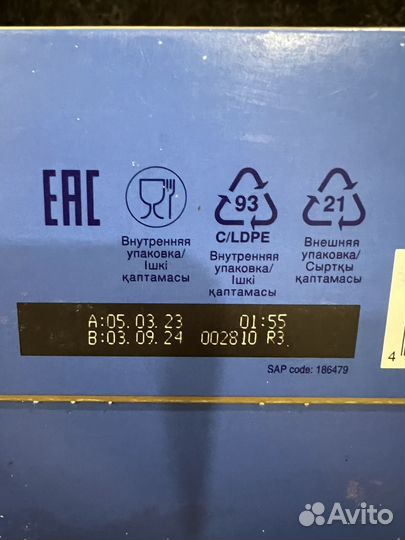 EAC
93
21
C/LDPE
Внутренняя
упаковка/
Ішкі
қаптамасы
Внутренняя
упаковка/
Ішкі
қаптамасы
Внешняя
упаковка/
Сыртқы
қаптамасы
A:05.03.23 01:55
B:03.09.24 002810 R3
4
SAP code: 186479
Avito